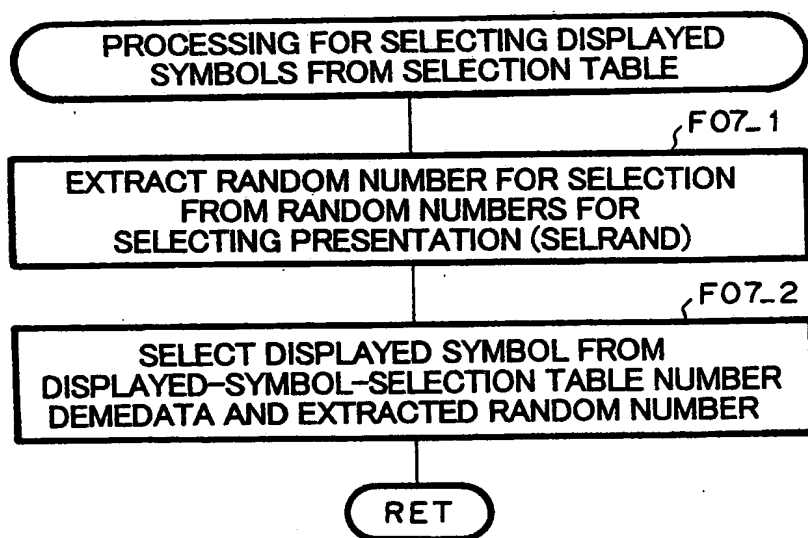 PROCESSING FOR SELECTING DISPLAYED
SYMBOLS FROM SELECTION TABLE
F07_1
EXTRACT RANDOM NUMBER FOR SELECTION
FROM RANDOM NUMBERS FOR
SELECTING PRESENTATION (SELRAND)
F07_2
SELECT DISPLAYED SYMBOL FROM
DISPLAYED-SYMBOL-SELECTION TABLE NUMBER
DEMEDATA AND EXTRACTED RANDOM NUMBER
RET